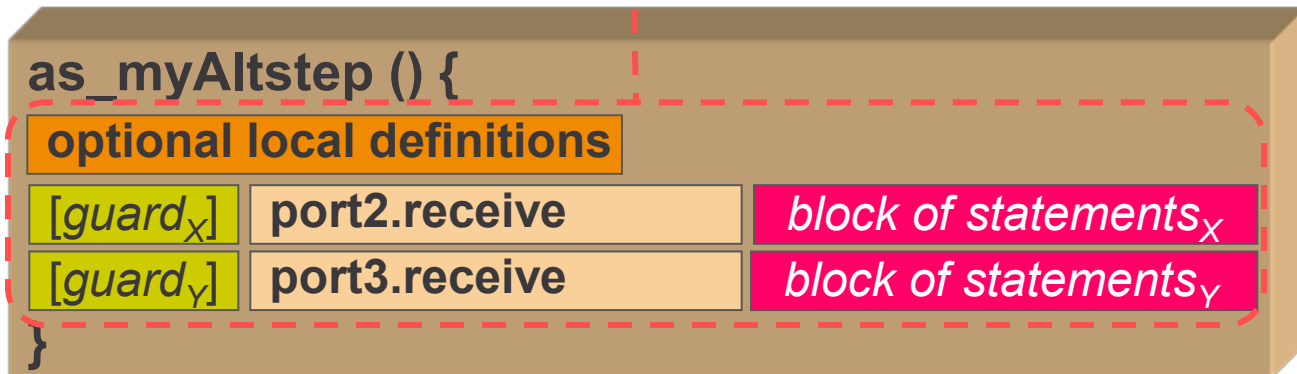 as_myAltstep () {
optional local definitions
[guardX] port2.receive block of statementsX
[guardY] port3.receive block of statementsY
}